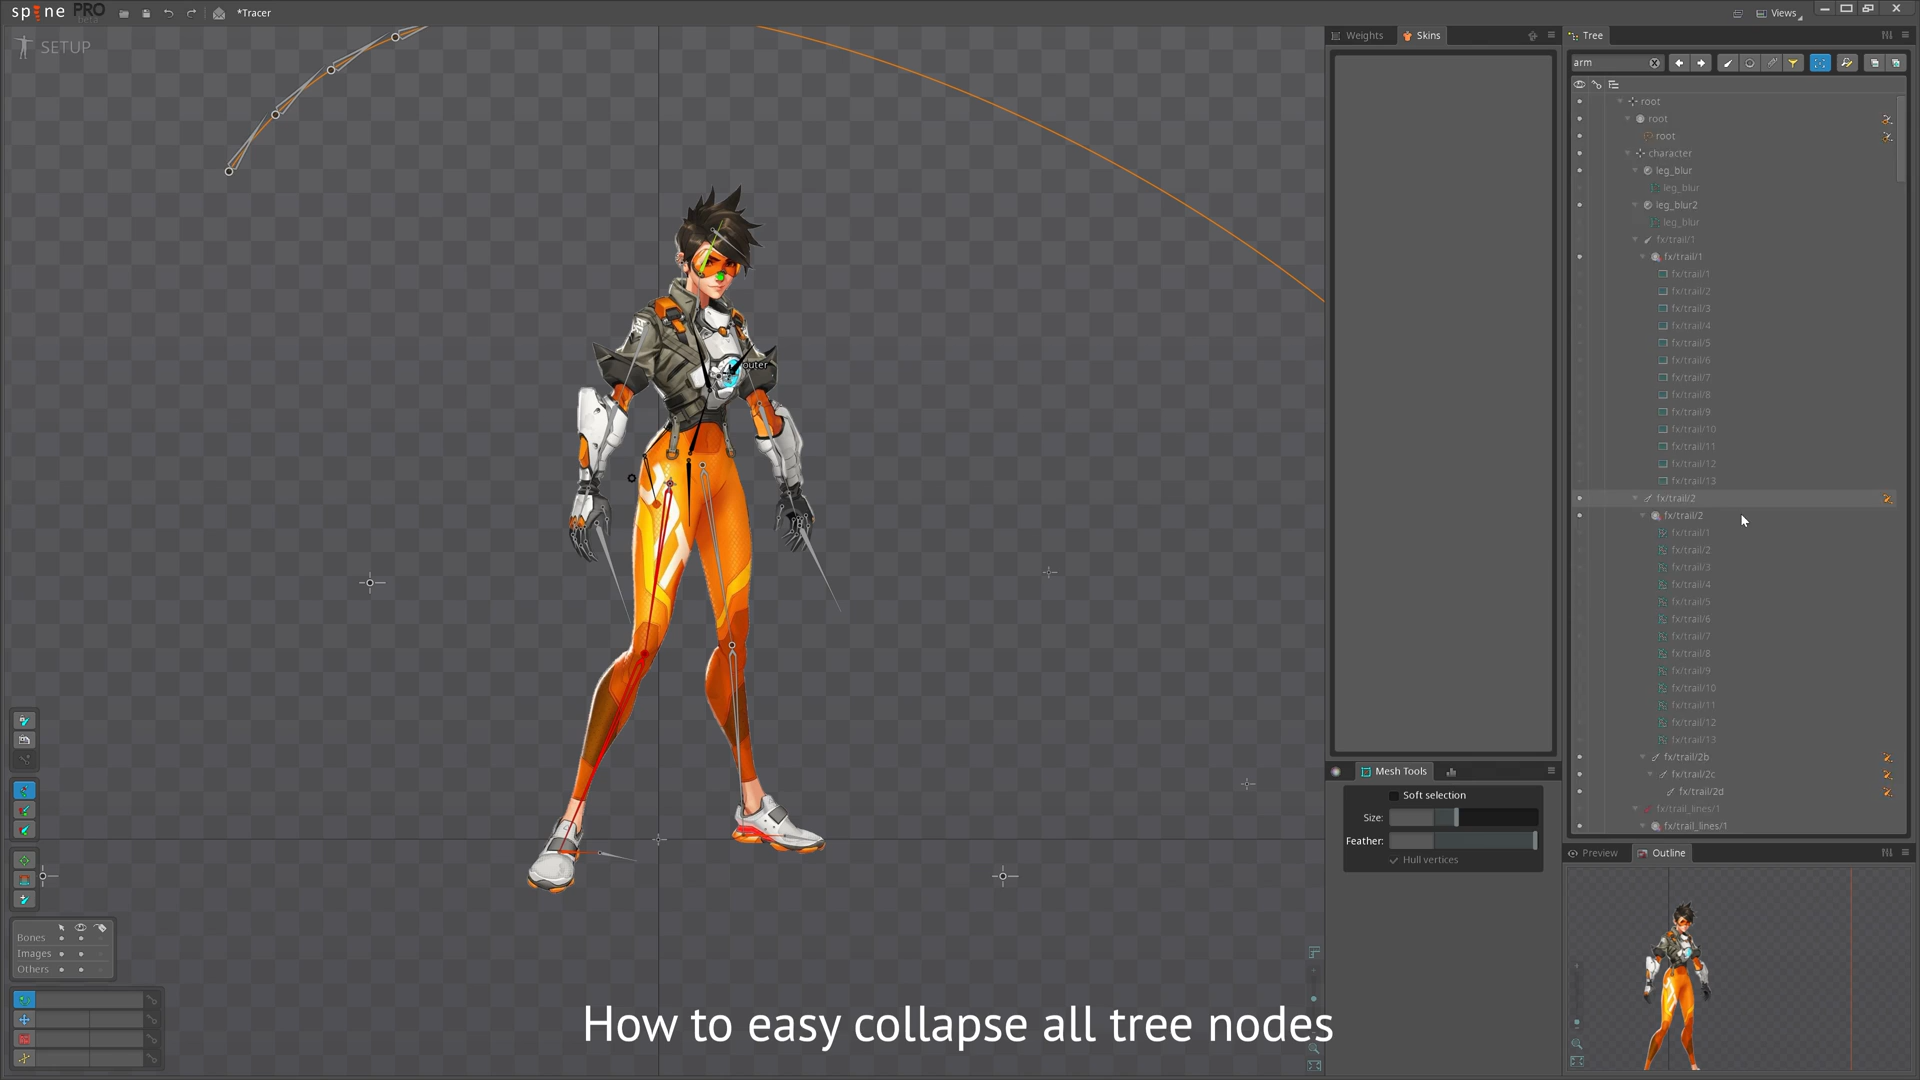 spine PRO
beta
*Tracer
Views
SETUP
Weights
Skins
Tree
arm
root
root
root
character
leg_blur
leg_blur
leg_blur2
leg_blur
fx/trail/1
fx/trail/1
fx/trail/1
fx/trail/2
fx/trail/3
fx/trail/4
fx/trail/5
fx/trail/6
fx/trail/7
fx/trail/8
fx/trail/9
fx/trail/10
fx/trail/11
fx/trail/12
fx/trail/13
fx/trail/2
fx/trail/2
fx/trail/1
fx/trail/2
fx/trail/3
fx/trail/4
fx/trail/5
fx/trail/6
fx/trail/7
fx/trail/8
fx/trail/9
fx/trail/10
fx/trail/11
fx/trail/12
fx/trail/13
fx/trail/2b
fx/trail/2c
fx/trail/2d
fx/trail_lines/1
fx/trail_lines/1
outer
Mesh Tools
Soft selection
Size:
Feather:
Hull vertices
Preview
Outline
Bones
Images
Others
How to easy collapse all tree nodes